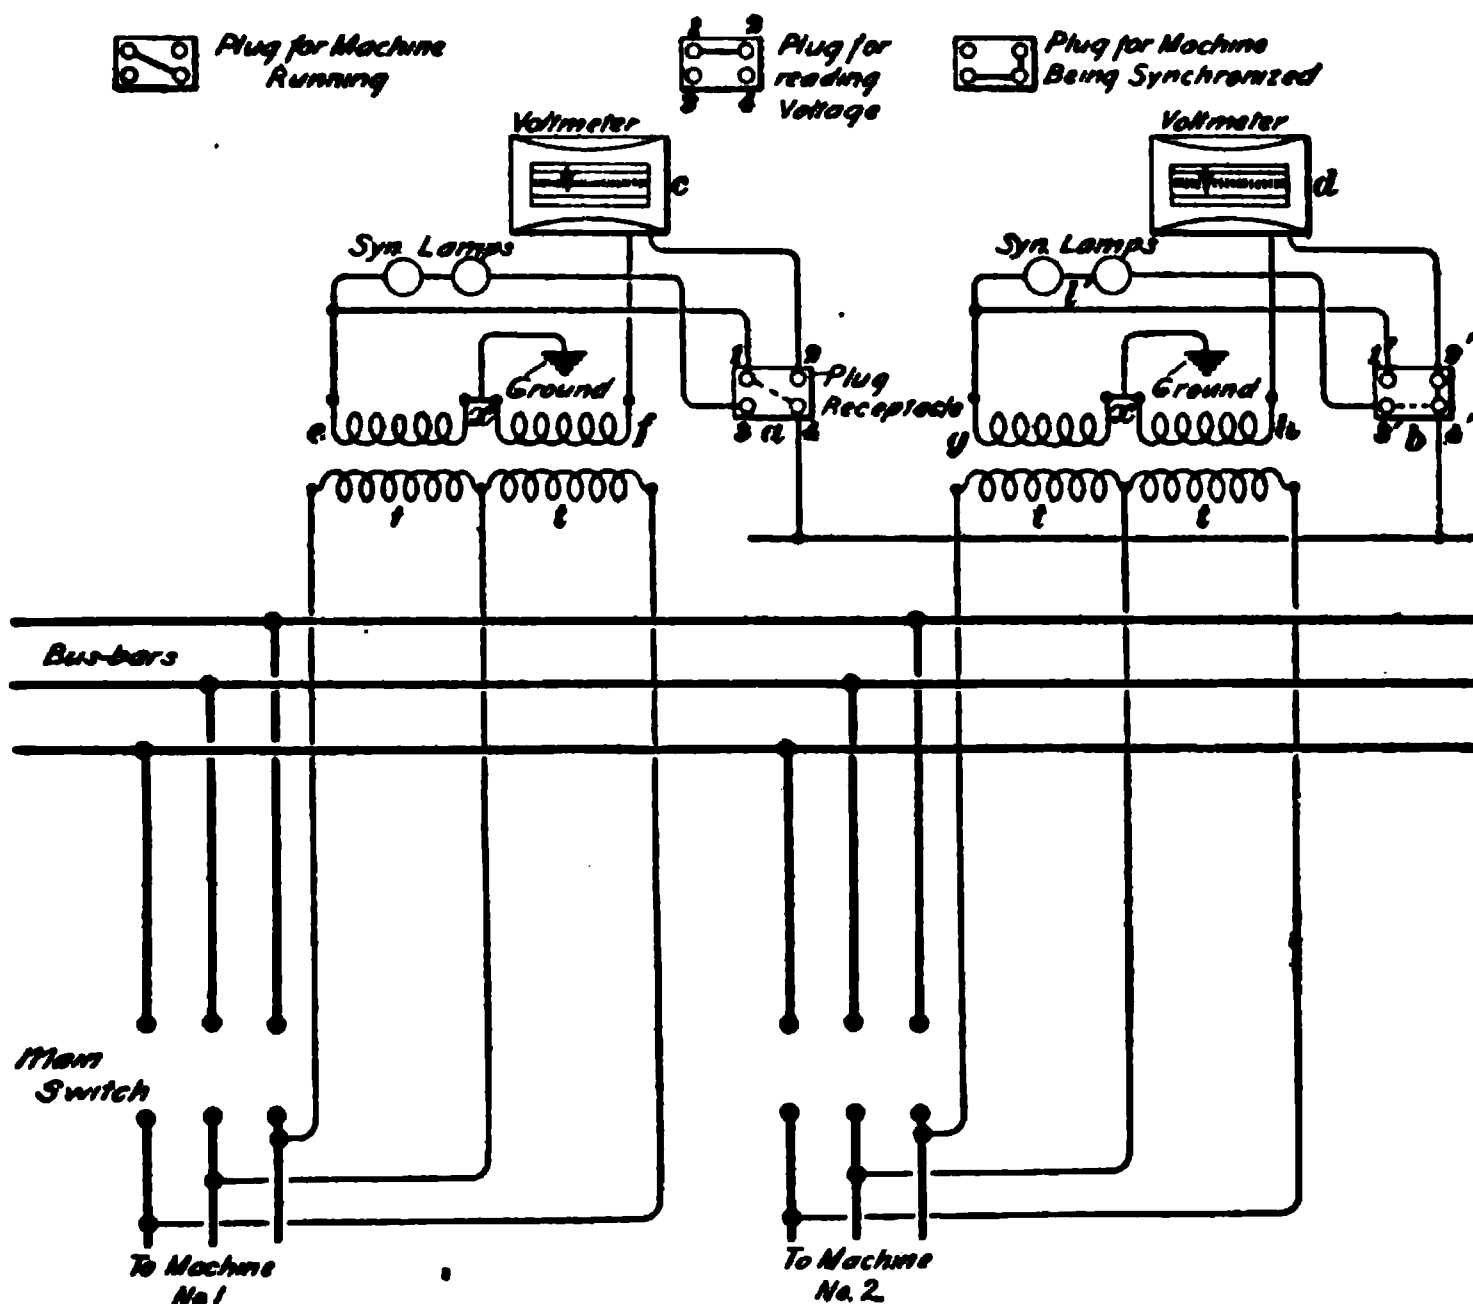 Plug for Machine
Running
1 2
3 4
Plug for
reading
Voltage
Plug for Machine
Being Synchronized
Voltmeter
c
Voltmeter
d
Syn. Lamps
Syn. Lamps
l'
1 2
Plug
Receptacle
3 a 4
1' 2'
3' b 4'
Ground
Ground
e x f
y x h
t t
t t
Bus-bars
Main
Switch
To Machine
No. 1
To Machine
No. 2